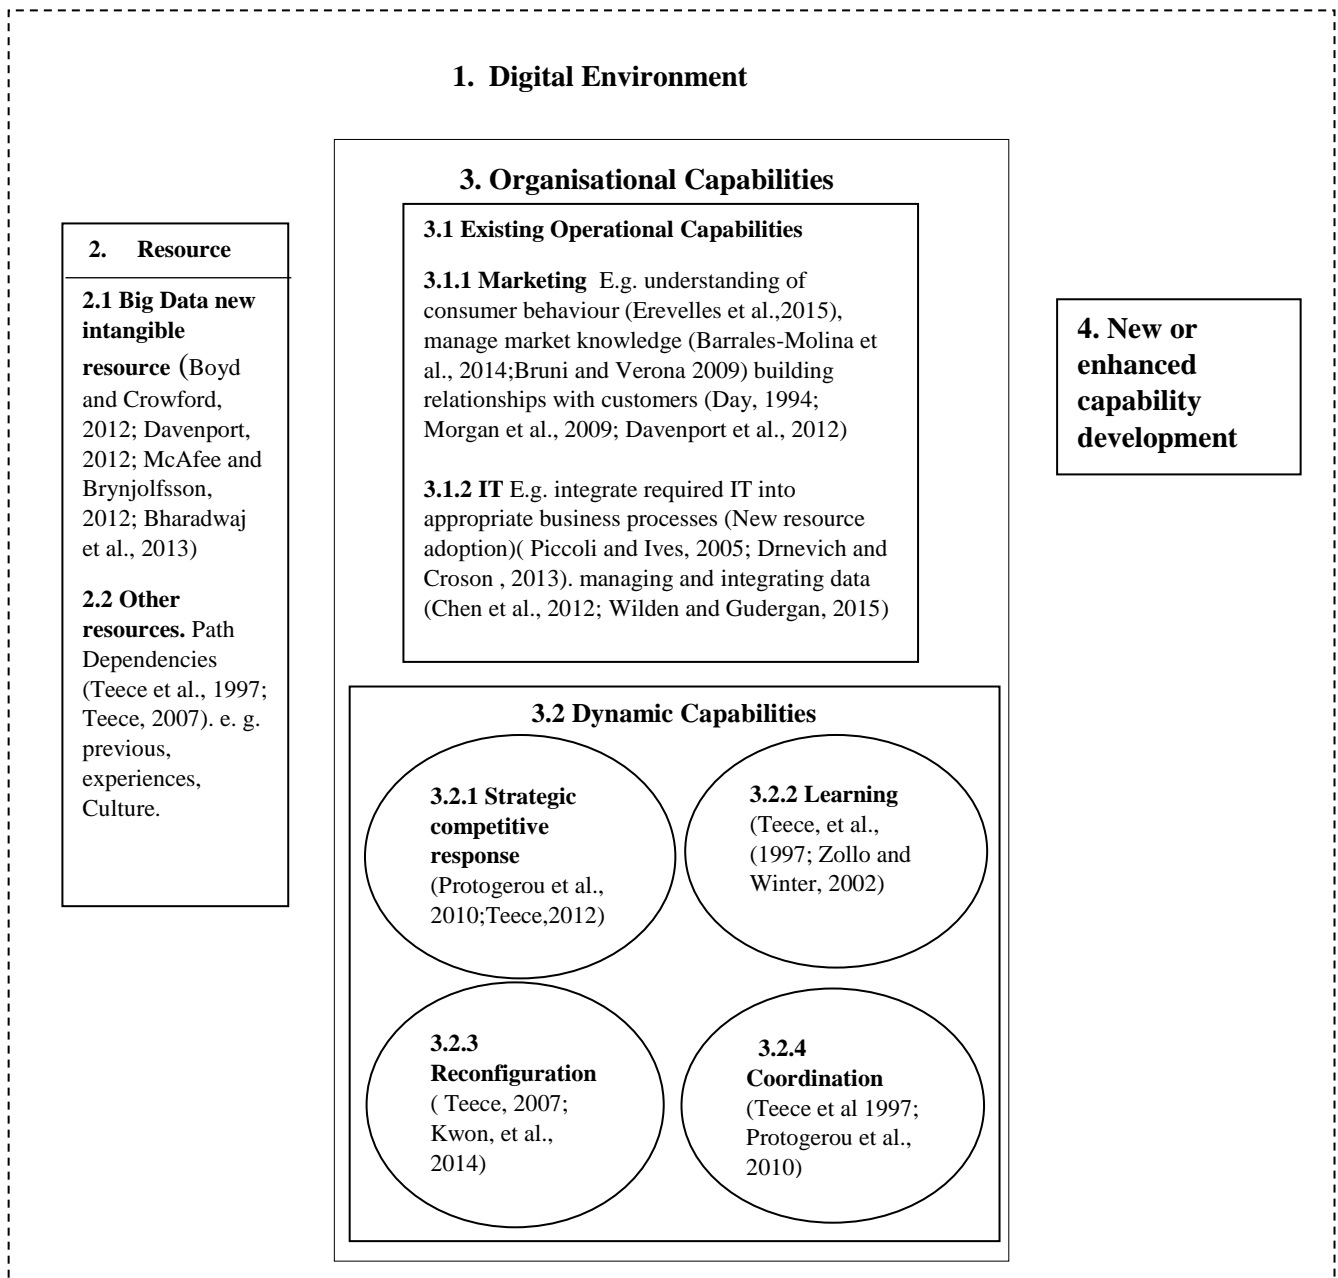 1. Digital Environment
2. Resource
2.1 Big Data new
intangible
resource (Boyd
and Crowford,
2012; Davenport,
2012; McAfee and
Brynjolfsson,
2012; Bharadwaj
et al., 2013)
2.2 Other
resources. Path
Dependencies
(Teece et al., 1997;
Teece, 2007). e. g.
previous,
experiences,
Culture.
3. Organisational Capabilities
3.1 Existing Operational Capabilities
3.1.1 Marketing E.g. understanding of
consumer behaviour (Erevelles et al.,2015),
manage market knowledge (Barrales-Molina et
al., 2014;Bruni and Verona 2009) building
relationships with customers (Day, 1994;
Morgan et al., 2009; Davenport et al., 2012)
3.1.2 IT E.g. integrate required IT into
appropriate business processes (New resource
adoption)( Piccoli and Ives, 2005; Drnevich and
Croson , 2013). managing and integrating data
(Chen et al., 2012; Wilden and Gudergan, 2015)
3.2 Dynamic Capabilities
3.2.1 Strategic
competitive
response
(Protogerou et al.,
2010;Teece,2012)
3.2.2 Learning
(Teece, et al.,
(1997; Zollo and
Winter, 2002)
3.2.3
Reconfiguration
( Teece, 2007;
Kwon, et al.,
2014)
3.2.4
Coordination
(Teece et al 1997;
Protogerou et al.,
2010)
4. New or
enhanced
capability
development